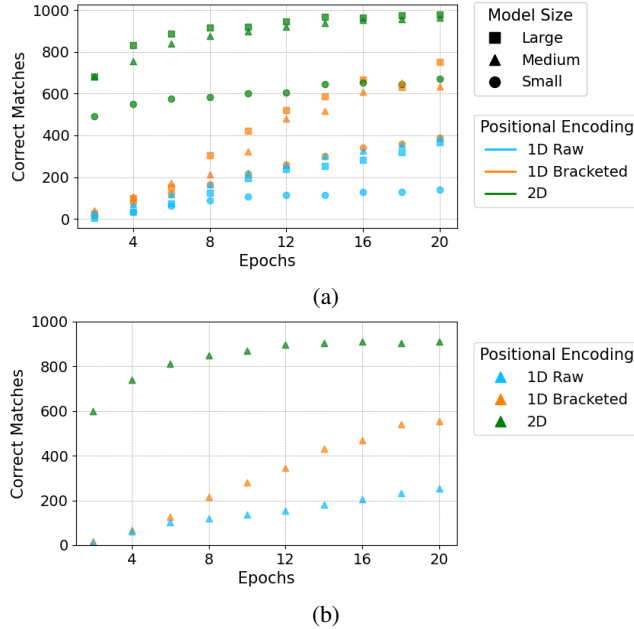 Correct Matches
1000
800
600
400
200
0
4
8
12
16
20
Epochs
Model Size
Large
Medium
Small
Positional Encoding
1D Raw
1D Bracketed
2D
(a)
Correct Matches
1000
800
600
400
200
0
4
8
12
16
20
Epochs
Positional Encoding
1D Raw
1D Bracketed
2D
(b)